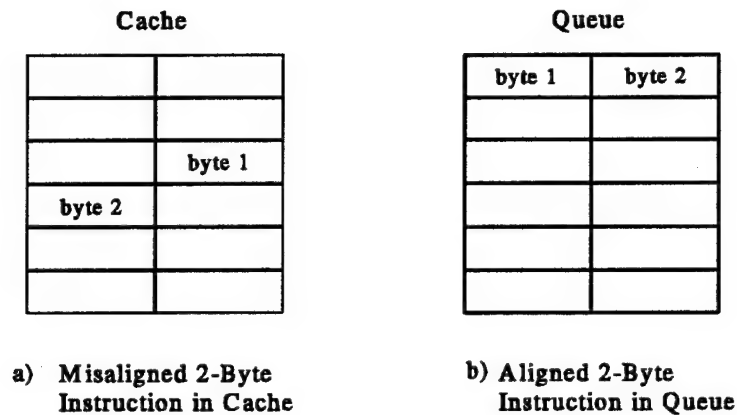 Cache
byte 1
byte 2
a) Misaligned 2-Byte
Instruction in Cache
Queue
byte 1 byte 2
b) Aligned 2-Byte
Instruction in Queue